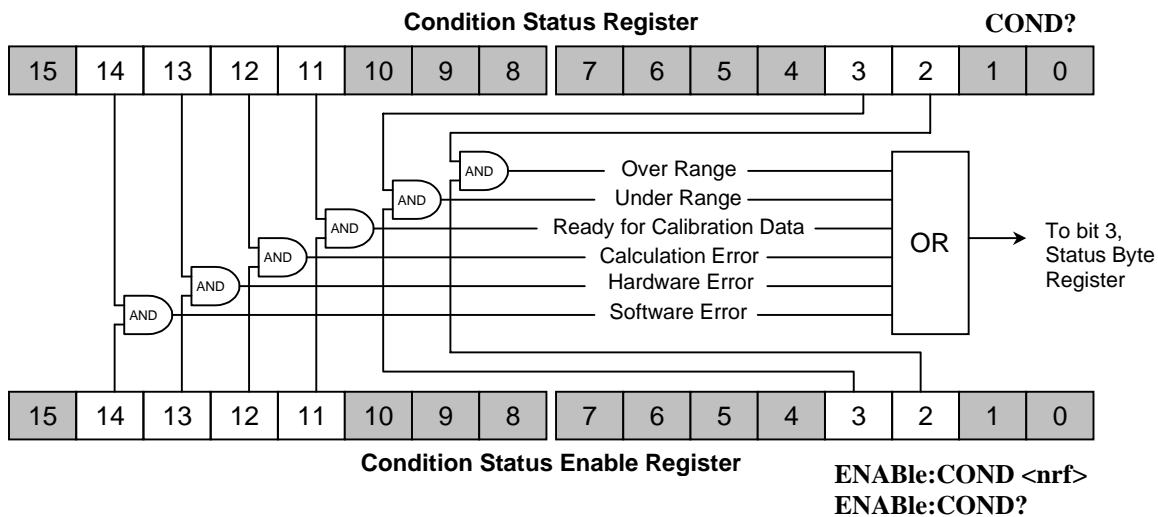 Condition Status Register COND?
15 14 13 12 11 10 9 8 7 6 5 4 3 2 1 0
AND Over Range
AND Under Range
AND Ready for Calibration Data
AND Calculation Error
AND Hardware Error
AND Software Error
OR
To bit 3,
Status Byte
Register
15 14 13 12 11 10 9 8 7 6 5 4 3 2 1 0
Condition Status Enable Register
ENABle:COND <nrf>
ENABle:COND?